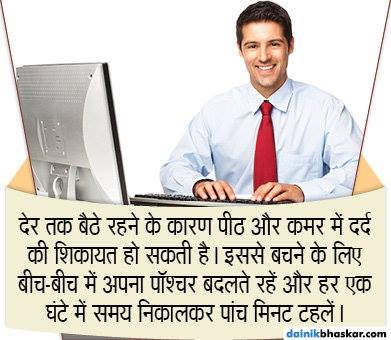 देर तक बैठे रहने के कारण पीठ और कमर में दर्द
की शिकायत हो सकती है। इससे बचने के लिए
बीच-बीच में अपना पॉश्चर बदलते रहें और हर एक
घंटे में समय निकालकर पांच मिनट टहलें।
dainikbhaskar.com